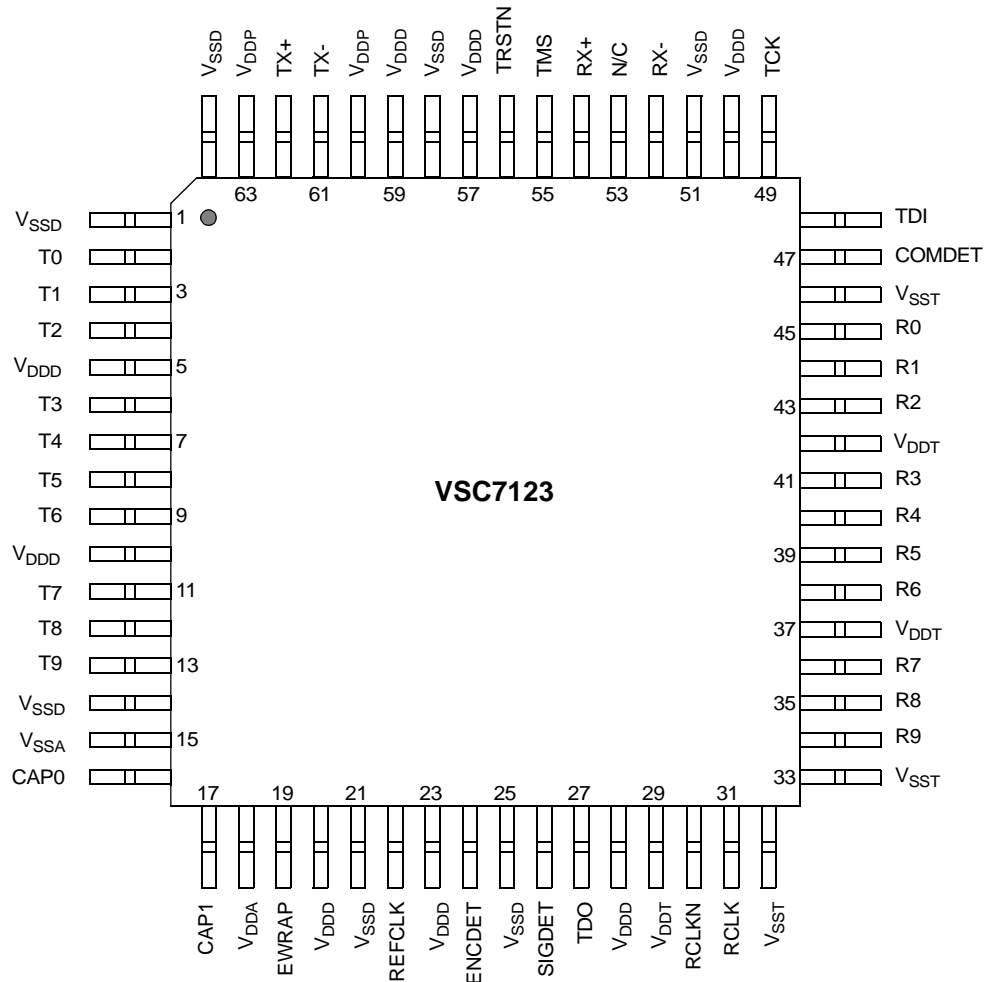 VSSD VDDP TX+ TX- VDDP VDDD VSSD VDDD TRSTN TMS RX+ N/C RX- VSSD VDDD TCK
63 61 59 57 55 53 51 49
VSSD 1 TDI
T0 47 COMDET
T1 3 VSST
T2 45 R0
VDDD 5 R1
T3 43 R2
T4 7 VDDT
T5 41 R3
VSC7123
T6 9 R4
VDDD 39 R5
T7 11 R6
T8 37 VDDT
T9 13 R7
VSSD 35 R8
VSSA 15 R9
CAP0 33 VSST
17 19 21 23 25 27 29 31
CAP1 VDDA EWRAP VDDD VSSD REFCLK VDDD ENCDET VSSD SIGDET TDO VDDD VDDT RCLKN RCLK VSST